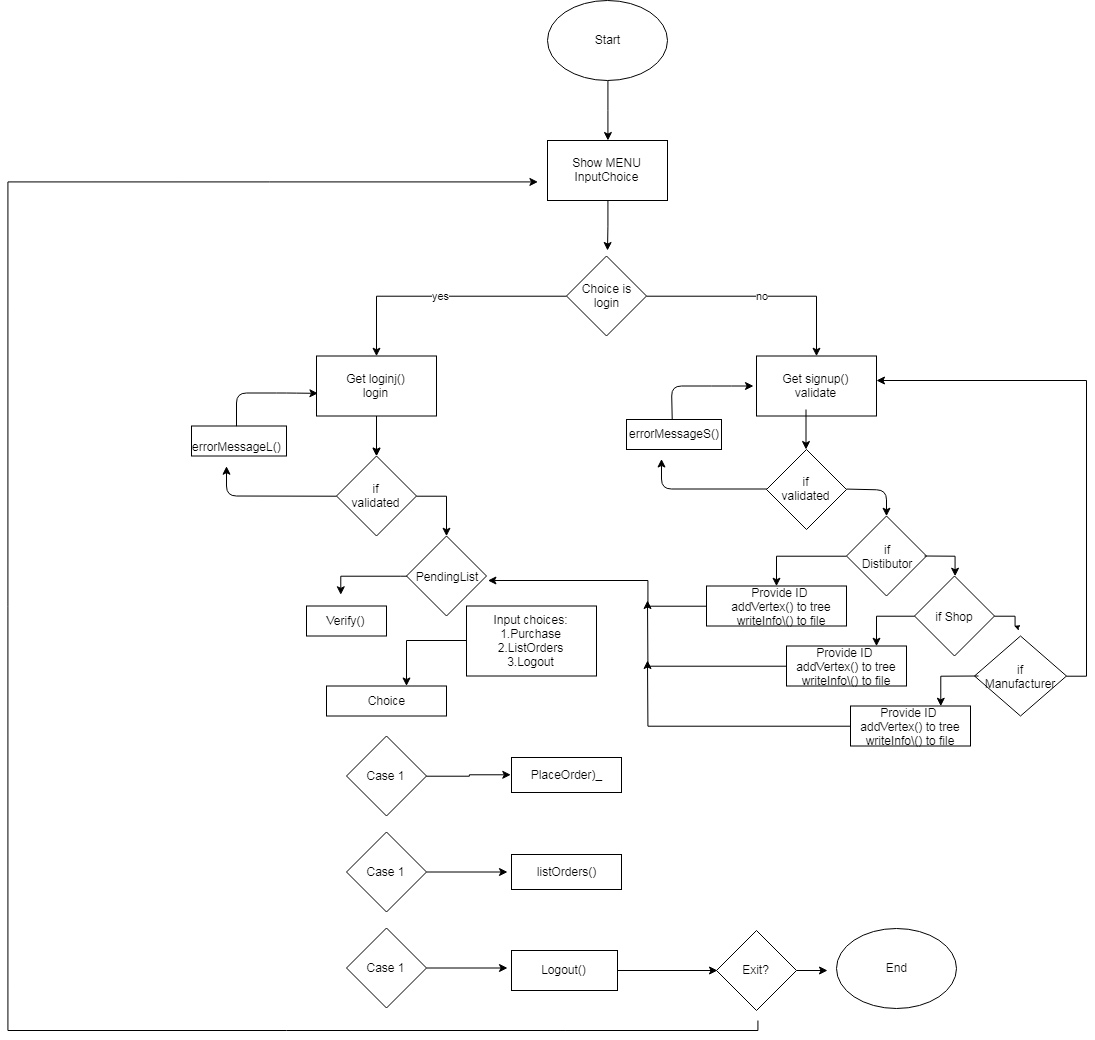 Start
Show MENU
InputChoice
Choice is
login
yes
no
Get loginj()
login
Get signup()
validate
errorMessageL()
errorMessageS()
if
validated
if
validated
if
Distibutor
PendingList
Provide ID
addVertex() to tree
writeInfo\() to file
if Shop
Verify()
Input choices:
1.Purchase
2.ListOrders
3.Logout
Provide ID
addVertex() to tree
writeInfo\() to file
if
Manufacturer
Choice
Provide ID
addVertex() to tree
writeInfo\() to file
Case 1
PlaceOrder)_
Case 1
listOrders()
Case 1
Logout()
Exit?
End